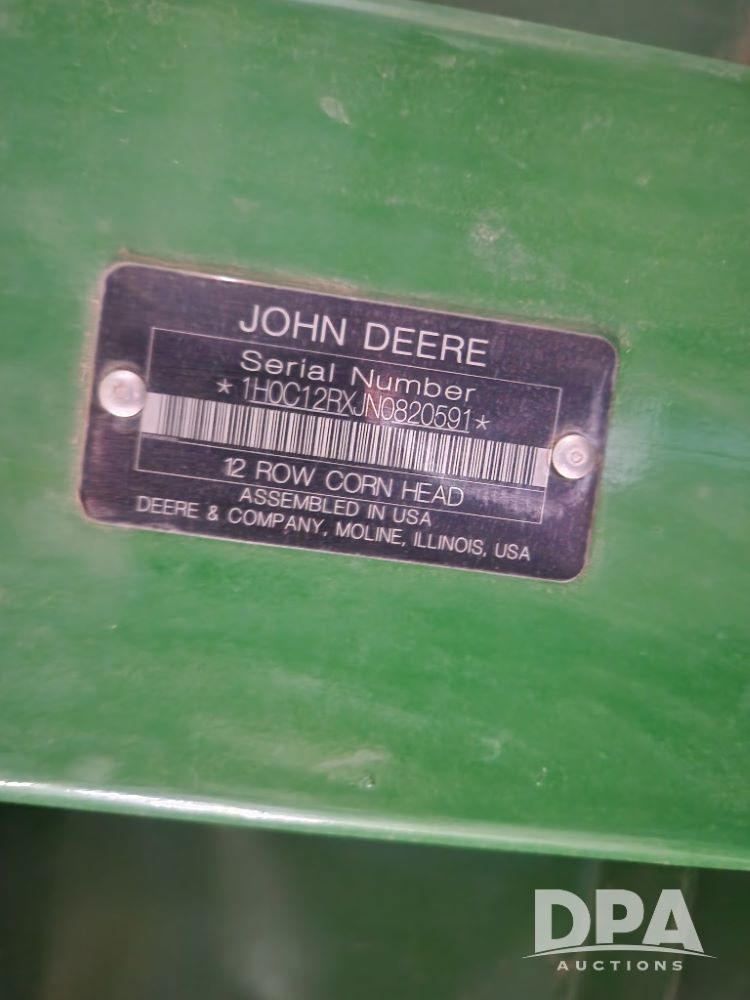 JOHN DEERE
Serial Number
*1H0C12RXJN0820591*
12 ROW CORN HEAD
ASSEMBLED IN USA
DEERE & COMPANY, MOLINE, ILLINOIS, USA
DPA
AUCTIONS